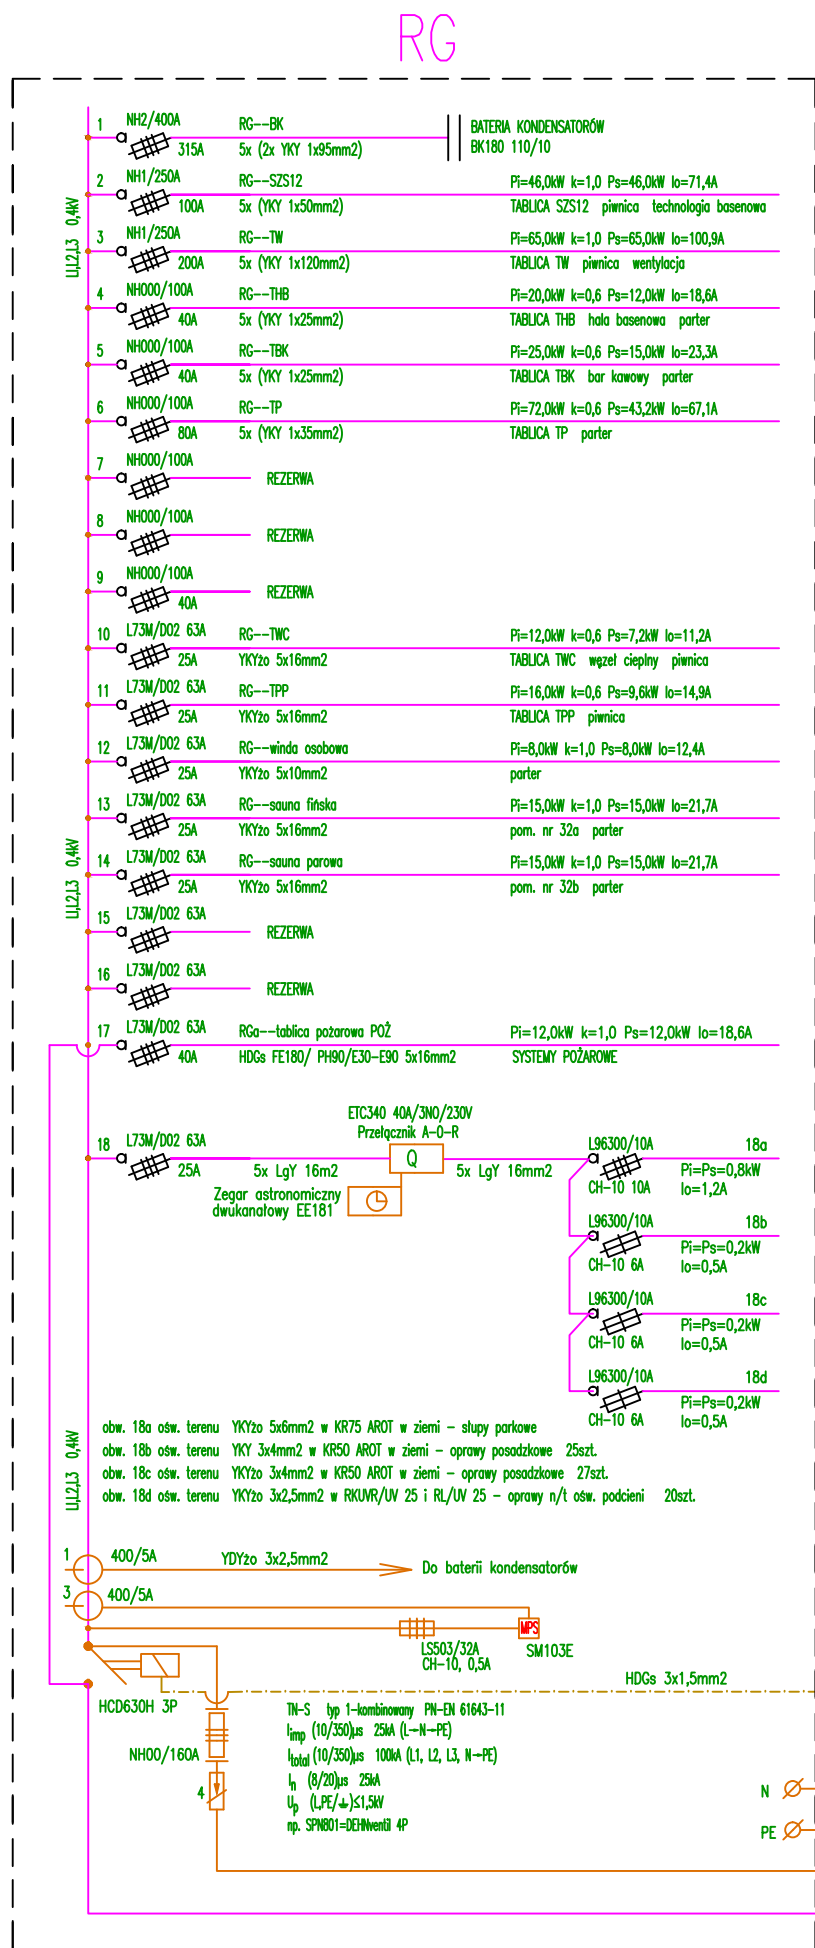 RG
1 NH2/400A RG--BK BATERIA KONDENSATORÓW
315A 5x (2x YKY 1x95mm2) BK180 110/10
2 NH1/250A RG--SZS12 Pi=46,0kW k=1,0 Ps=46,0kW Io=71,4A
100A 5x (YKY 1x50mm2) TABLICA SZS12 piwnica technologia basenowa
L1,L2,L3 0,4kV
3 NH1/250A RG--TW Pi=65,0kW k=1,0 Ps=65,0kW Io=100,9A
200A 5x (YKY 1x120mm2) TABLICA TW piwnica wentylacja
4 NH000/100A RG--THB Pi=20,0kW k=0,6 Ps=12,0kW Io=18,6A
40A 5x (YKY 1x25mm2) TABLICA THB hala basenowa parter
5 NH000/100A RG--TBK Pi=25,0kW k=0,6 Ps=15,0kW Io=23,3A
40A 5x (YKY 1x25mm2) TABLICA TBK bar kawowy parter
6 NH000/100A RG--TP Pi=72,0kW k=0,6 Ps=43,2kW Io=67,1A
80A 5x (YKY 1x35mm2) TABLICA TP parter
7 NH000/100A
REZERWA
8 NH000/100A
REZERWA
9 NH000/100A
REZERWA
40A
10 L73M/D02 63A RG--TWC Pi=12,0kW k=0,6 Ps=7,2kW Io=11,2A
25A YKYżo 5x16mm2 TABLICA TWC węzeł cieplny piwnica
11 L73M/D02 63A RG--TPP Pi=16,0kW k=0,6 Ps=9,6kW Io=14,9A
25A YKYżo 5x16mm2 TABLICA TPP piwnica
12 L73M/D02 63A RG--winda osobowa Pi=8,0kW k=1,0 Ps=8,0kW Io=12,4A
25A YKYżo 5x10mm2 parter
13 L73M/D02 63A RG--sauna fińska Pi=15,0kW k=1,0 Ps=15,0kW Io=21,7A
25A YKYżo 5x16mm2 pom. nr 32a parter
L1,L2,L3 0,4kV
14 L73M/D02 63A RG--sauna parowa Pi=15,0kW k=1,0 Ps=15,0kW Io=21,7A
25A YKYżo 5x16mm2 pom. nr 32b parter
15 L73M/D02 63A
REZERWA
16 L73M/D02 63A
REZERWA
17 L73M/D02 63A RGa--tablica pożarowa POŻ Pi=12,0kW k=1,0 Ps=12,0kW Io=18,6A
40A HDGs FE180/ PH90/E30-E90 5x16mm2 SYSTEMY POŻAROWE
ETC340 40A/3N0/230V
Przełącznik A-0-R
18 L73M/D02 63A Q L96300/10A 18a
25A 5x LgY 16m2 5x LgY 16mm2 Pi=Ps=0,8kW
CH-10 10A Io=1,2A
Zegar astronomiczny
dwukanałowy EE181
L96300/10A 18b
Pi=Ps=0,2kW
CH-10 6A Io=0,5A
L96300/10A 18c
Pi=Ps=0,2kW
CH-10 6A Io=0,5A
L96300/10A 18d
Pi=Ps=0,2kW
CH-10 6A Io=0,5A
L1,L2,L3 0,4kV
obw. 18a ośw. terenu YKYżo 5x6mm2 w KR75 AROT w ziemi - słupy parkowe
obw. 18b ośw. terenu YKY 3x4mm2 w KR50 AROT w ziemi - oprawy posadzkowe 25szt.
obw. 18c ośw. terenu YKYżo 3x4mm2 w KR50 AROT w ziemi - oprawy posadzkowe 27szt.
obw. 18d ośw. terenu YKYżo 3x2,5mm2 w RKUVR/UV 25 i RL/UV 25 - oprawy n/t ośw. podcieni 20szt.
1 400/5A YDYżo 3x2,5mm2 Do baterii kondensatorów
3 400/5A
MPS
LS503/32A SM103E
CH-10, 0,5A
HDGs 3x1,5mm2
HCD630H 3P
TN-S typ 1-kombinowany PN-EN 61643-11
Iimp (10/350)µs 25kA (L→N→PE)
NH00/160A
Itotal (10/350)µs 100kA (L1, L2, L3, N→PE)
In (8/20)µs 25kA
4 Up (L,PE/⏚)≤1,5kV
np. SPN801=DEHNventil 4P
N
PE